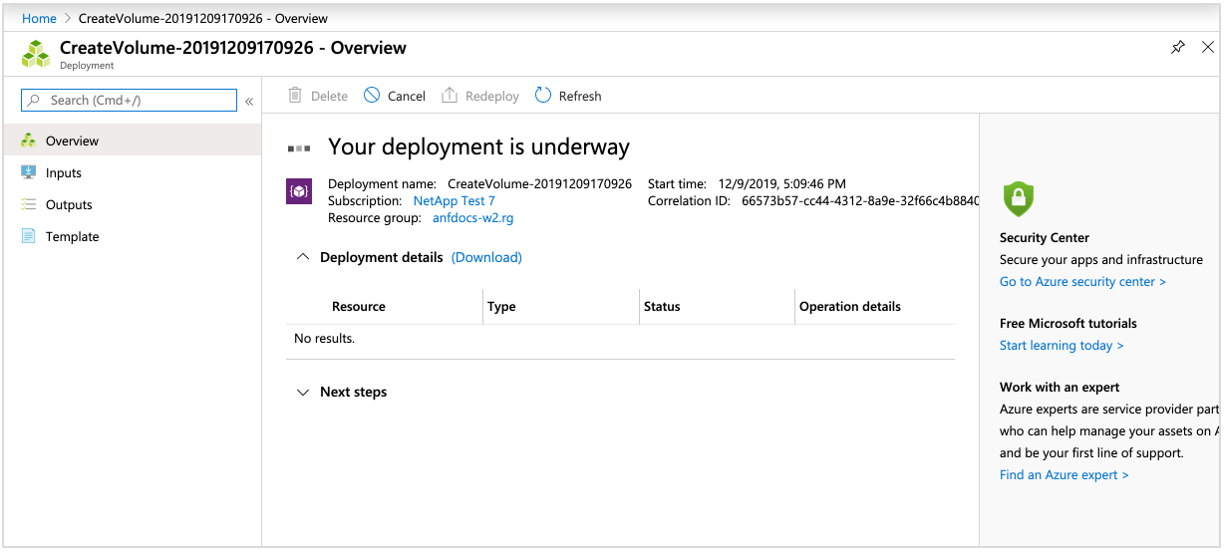 Home > CreateVolume-20191209170926 - Overview
CreateVolume-20191209170926 - Overview
Deployment
Search (Cmd+/)
«
Delete Cancel Redeploy Refresh
Overview
Inputs
Outputs
Template
Your deployment is underway
Deployment name: CreateVolume-20191209170926
Subscription: NetApp Test 7
Resource group: anfdocs-w2.rg
Start time: 12/9/2019, 5:09:46 PM
Correlation ID: 66573b57-cc44-4312-8a9e-32f66c4b8840
Deployment details (Download)
Resource Type Status Operation details
No results.
Next steps
Security Center
Secure your apps and infrastructure
Go to Azure security center >
Free Microsoft tutorials
Start learning today >
Work with an expert
Azure experts are service provider part
who can help manage your assets on A
and be your first line of support.
Find an Azure expert >